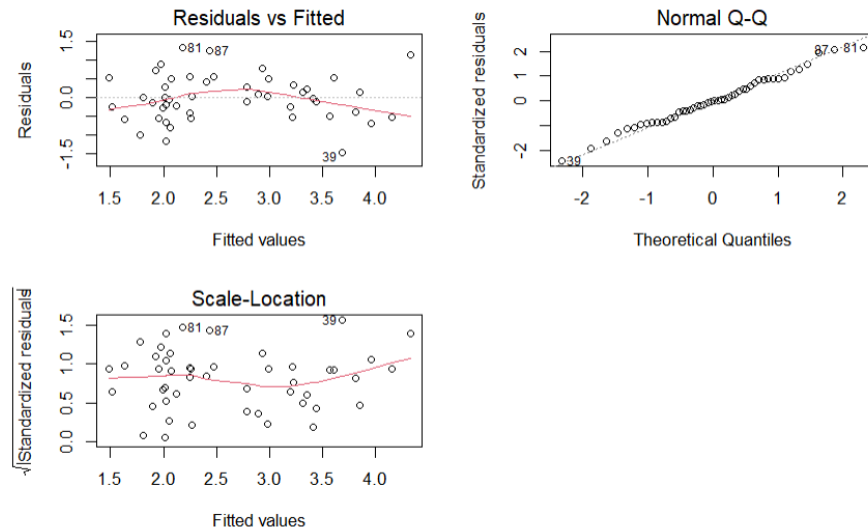 Residuals vs Fitted
Residuals
1.5
0.0
-1.5
81
87
39
1.5 2.0 2.5 3.0 3.5 4.0
Fitted values
Normal Q-Q
Standardized residuals
2
1
0
-2
87
81
39
-2 -1 0 1 2
Theoretical Quantiles
Scale-Location
√|Standardized residuals|
1.5
1.0
0.5
0.0
81
87
39
1.5 2.0 2.5 3.0 3.5 4.0
Fitted values